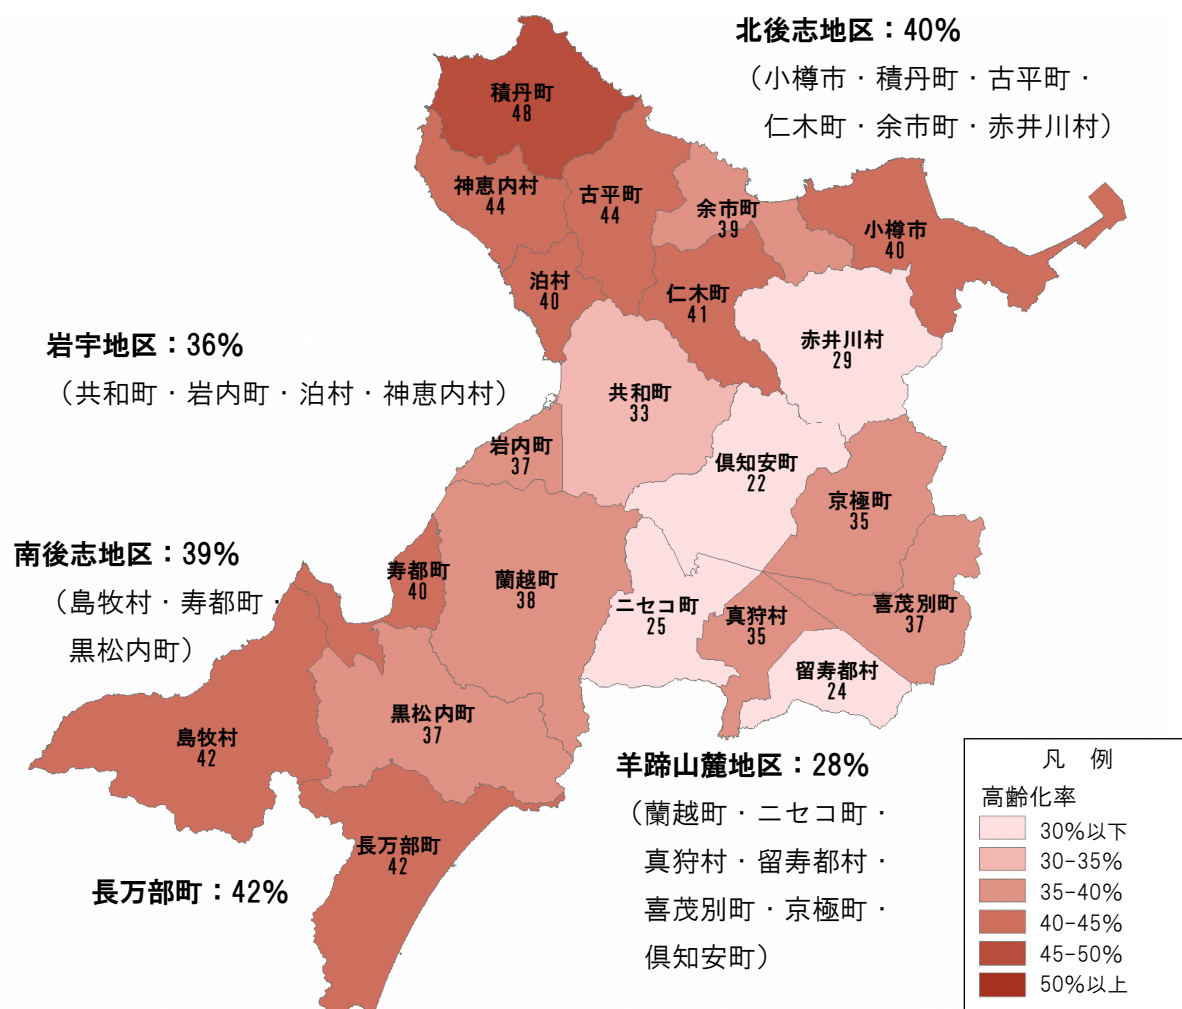 北後志地区：40%
（小樽市・積丹町・古平町・
仁木町・余市町・赤井川村）
積丹町
48
神恵内村
44
古平町
44
余市町
39
小樽市
40
泊村
40
仁木町
41
赤井川村
29
岩宇地区：36%
（共和町・岩内町・泊村・神恵内村）
共和町
33
岩内町
37
倶知安町
22
京極町
35
南後志地区：39%
（島牧村・寿都町・
黒松内町）
寿都町
40
蘭越町
38
ニセコ町
25
真狩村
35
喜茂別町
37
留寿都村
24
島牧村
42
黒松内町
37
羊蹄山麓地区：28%
（蘭越町・ニセコ町・
真狩村・留寿都村・
喜茂別町・京極町・
倶知安町）
長万部町
42
長万部町：42%
凡　例
高齢化率
30%以下
30-35%
35-40%
40-45%
45-50%
50%以上